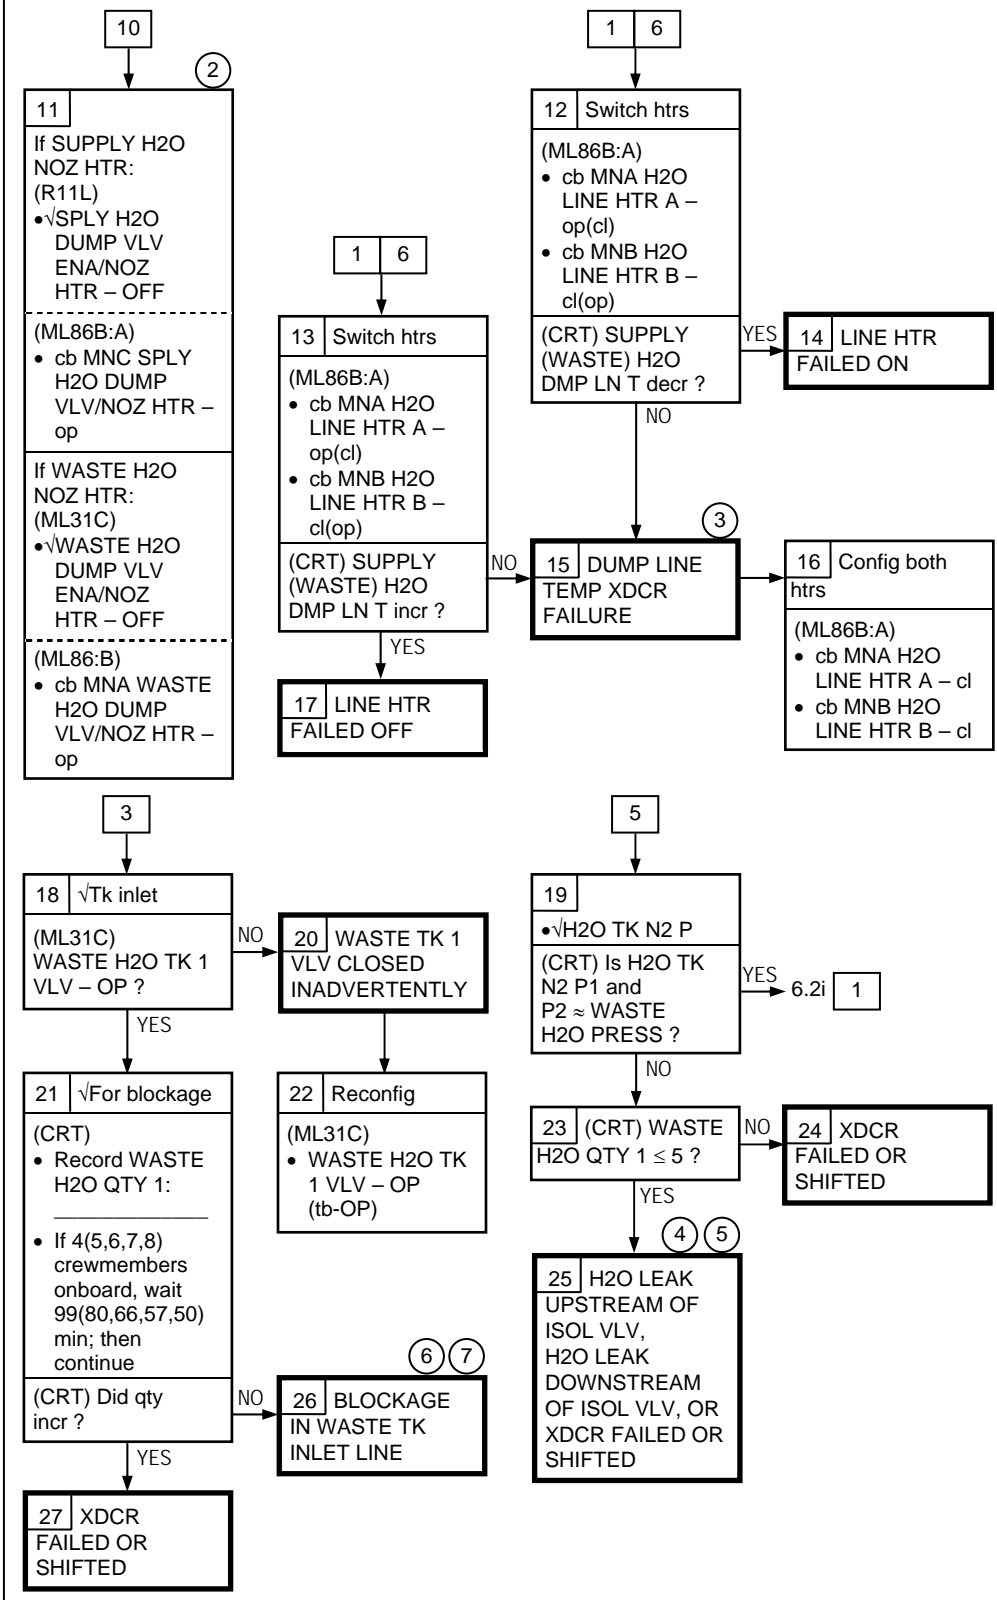 10
2
11
If SUPPLY H2O
NOZ HTR:
(R11L)
•√SPLY H2O
DUMP VLV
ENA/NOZ
HTR – OFF
(ML86B:A)
• cb MNC SPLY
H2O DUMP
VLV/NOZ HTR –
op
If WASTE H2O
NOZ HTR:
(ML31C)
•√WASTE H2O
DUMP VLV
ENA/NOZ
HTR – OFF
(ML86:B)
• cb MNA WASTE
H2O DUMP
VLV/NOZ HTR –
op
1 6
13 Switch htrs
(ML86B:A)
• cb MNA H2O
LINE HTR A –
op(cl)
• cb MNB H2O
LINE HTR B –
cl(op)
(CRT) SUPPLY
(WASTE) H2O
DMP LN T incr ?
NO
YES
17 LINE HTR
FAILED OFF
1 6
12 Switch htrs
(ML86B:A)
• cb MNA H2O
LINE HTR A –
op(cl)
• cb MNB H2O
LINE HTR B –
cl(op)
(CRT) SUPPLY
(WASTE) H2O
DMP LN T decr ?
YES
NO
14 LINE HTR
FAILED ON
3
15 DUMP LINE
TEMP XDCR
FAILURE
16 Config both
htrs
(ML86B:A)
• cb MNA H2O
LINE HTR A – cl
• cb MNB H2O
LINE HTR B – cl
3
18 √Tk inlet
(ML31C)
WASTE H2O TK 1
VLV – OP ?
NO
YES
20 WASTE TK 1
VLV CLOSED
INADVERTENTLY
22 Reconfig
(ML31C)
• WASTE H2O TK
1 VLV – OP
(tb-OP)
21 √For blockage
(CRT)
• Record WASTE
H2O QTY 1:
______________
• If 4(5,6,7,8)
crewmembers
onboard, wait
99(80,66,57,50)
min; then
continue
(CRT) Did qty
incr ?
NO
YES
6 7
26 BLOCKAGE
IN WASTE TK
INLET LINE
27 XDCR
FAILED OR
SHIFTED
5
19
•√H2O TK N2 P
(CRT) Is H2O TK
N2 P1 and
P2 ≈ WASTE
H2O PRESS ?
YES
6.2i 1
NO
23 (CRT) WASTE
H2O QTY 1 ≤ 5 ?
NO
YES
24 XDCR
FAILED OR
SHIFTED
4 5
25 H2O LEAK
UPSTREAM OF
ISOL VLV,
H2O LEAK
DOWNSTREAM
OF ISOL VLV, OR
XDCR FAILED OR
SHIFTED